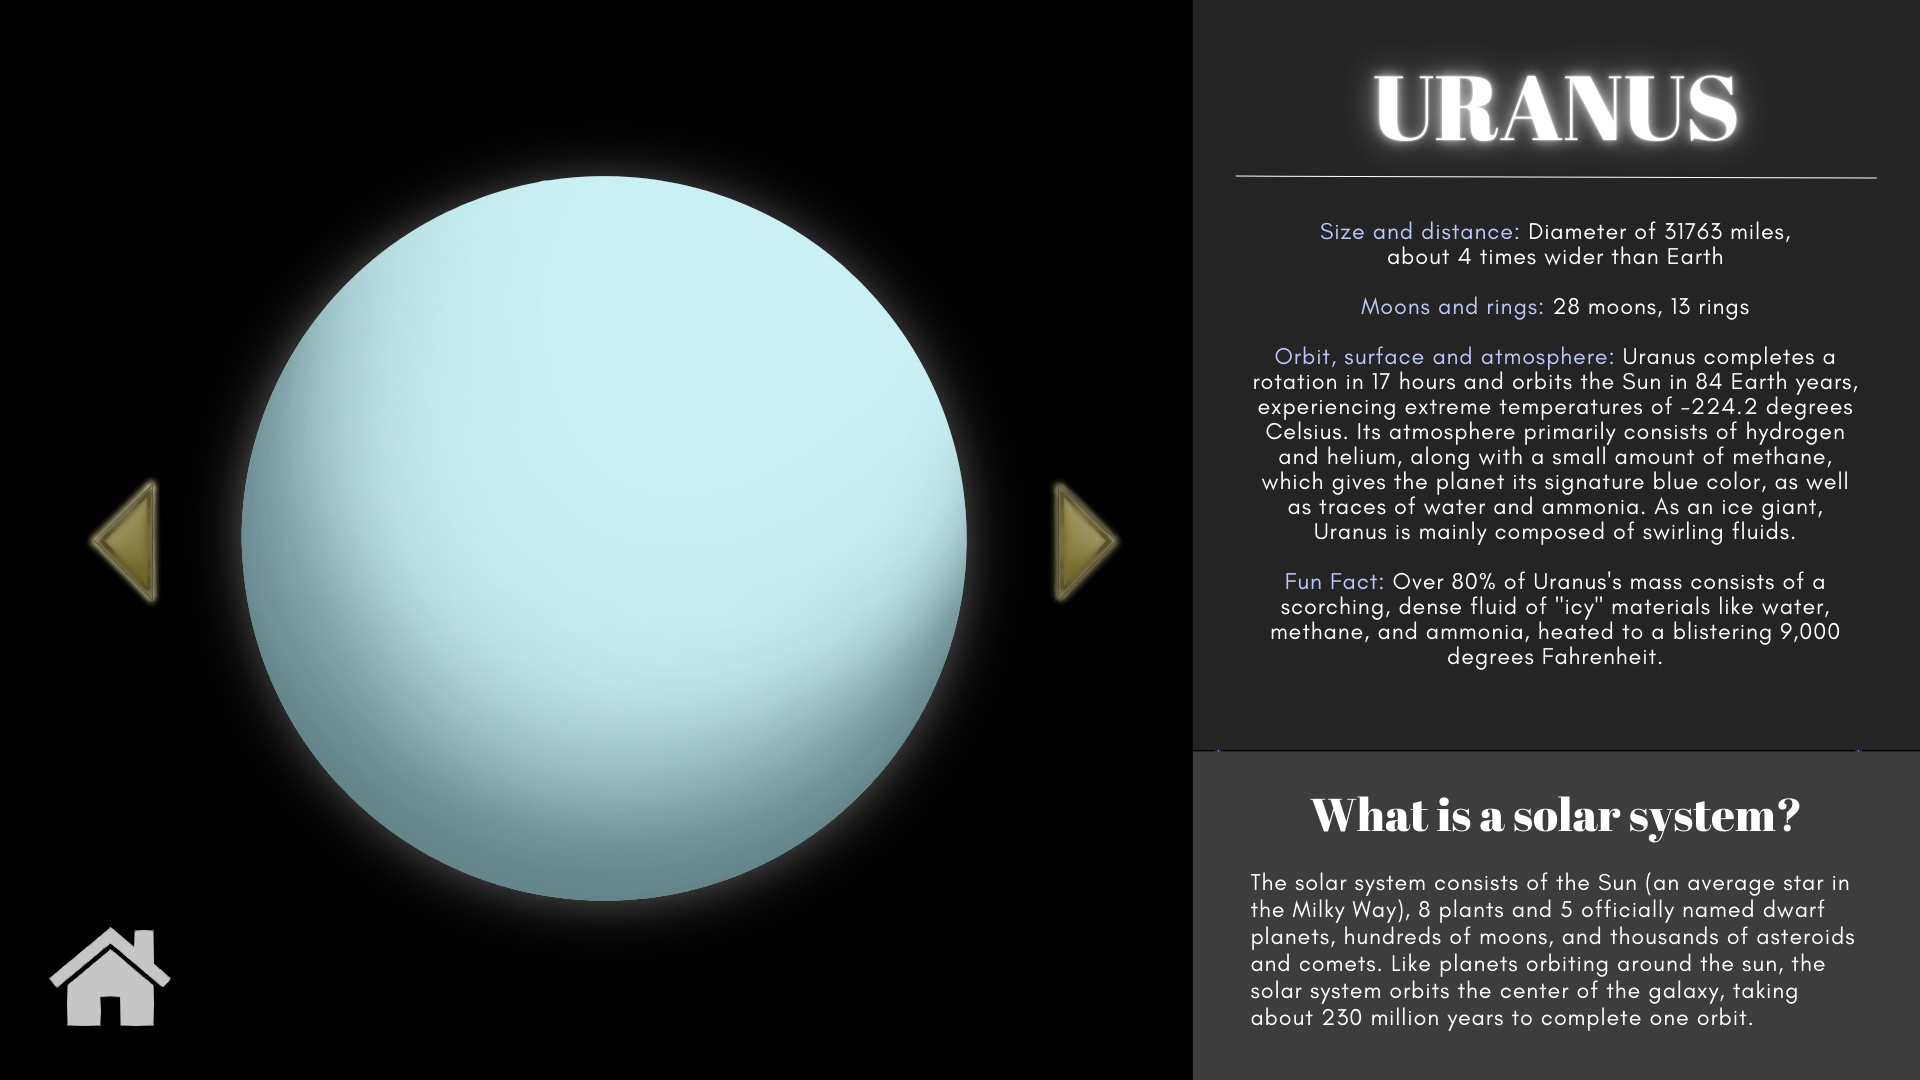 URANUS
Size and distance: Diameter of 31763 miles,
about 4 times wider than Earth
Moons and rings: 28 moons, 13 rings
Orbit, surface and atmosphere: Uranus completes a
rotation in 17 hours and orbits the Sun in 84 Earth years,
experiencing extreme temperatures of -224.2 degrees
Celsius. Its atmosphere primarily consists of hydrogen
and helium, along with a small amount of methane,
which gives the planet its signature blue color, as well
as traces of water and ammonia. As an ice giant,
Uranus is mainly composed of swirling fluids.
Fun Fact: Over 80% of Uranus's mass consists of a
scorching, dense fluid of "icy" materials like water,
methane, and ammonia, heated to a blistering 9,000
degrees Fahrenheit.
What is a solar system?
The solar system consists of the Sun (an average star in
the Milky Way), 8 plants and 5 officially named dwarf
planets, hundreds of moons, and thousands of asteroids
and comets. Like planets orbiting around the sun, the
solar system orbits the center of the galaxy, taking
about 230 million years to complete one orbit.